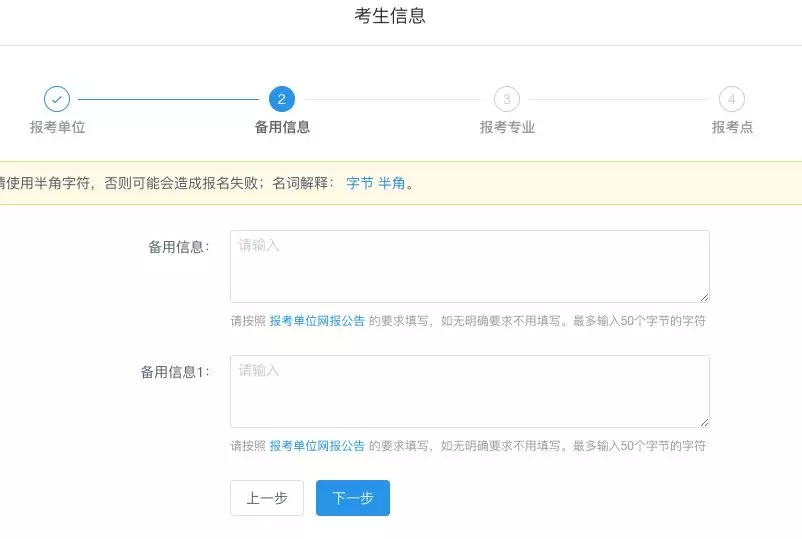 考生信息
2 3 4
报考单位 备用信息 报考专业 报考点
请使用半角字符，否则可能会造成报名失败；名词解释： 字节 半角。
备用信息：
请输入
请按照 报考单位网报公告 的要求填写，如无明确要求不用填写。最多输入50个字节的字符
备用信息1：
请输入
请按照 报考单位网报公告 的要求填写，如无明确要求不用填写。最多输入50个字节的字符
上一步 下一步